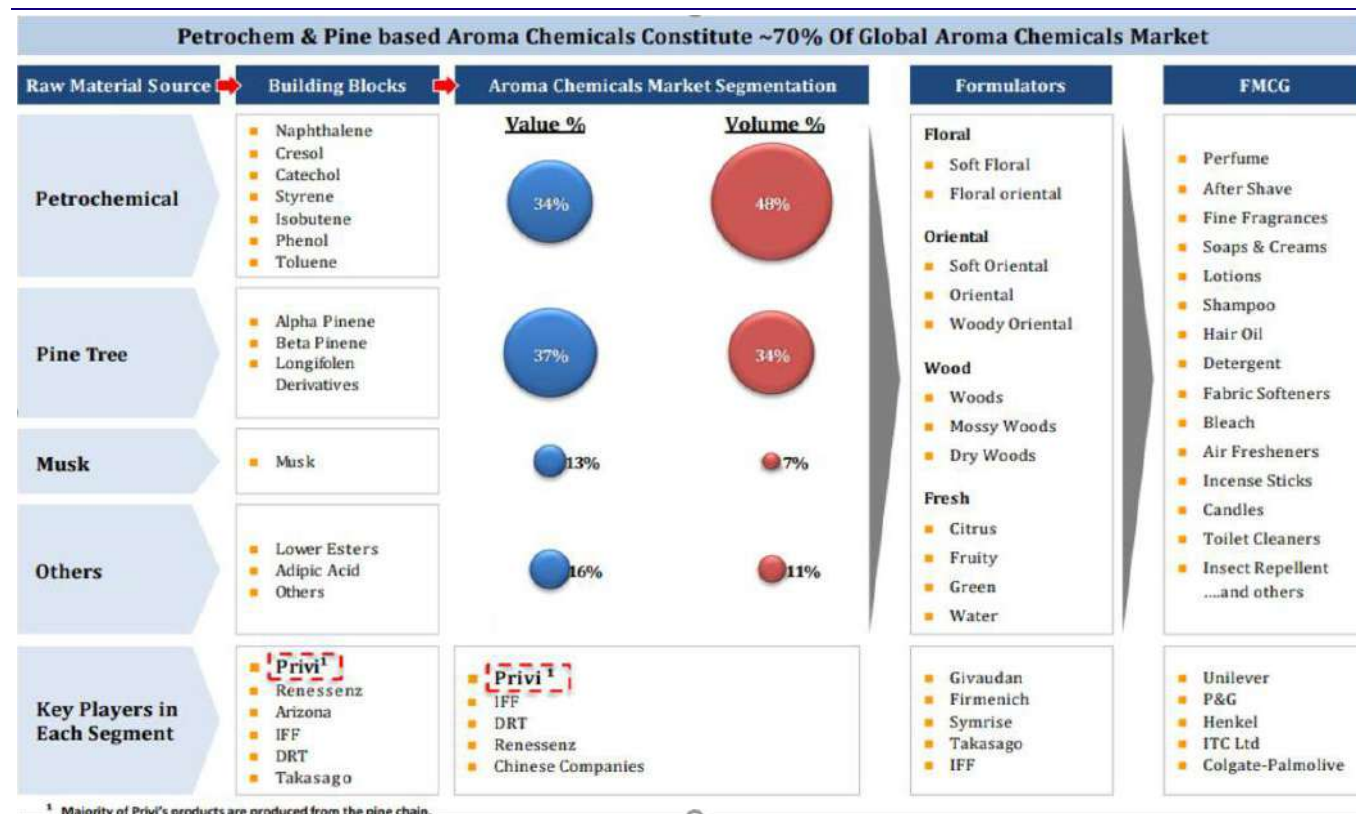 Petrochem & Pine based Aroma Chemicals Constitute ~70% Of Global Aroma Chemicals Market
Raw Material Source
Building Blocks
Aroma Chemicals Market Segmentation
Formulators
FMCG
Petrochemical
Naphthalene
Cresol
Catechol
Styrene
Isobutene
Phenol
Toluene
Value %
Volume %
34%
48%
Pine Tree
Alpha Pinene
Beta Pinene
Longifolen
Derivatives
37%
34%
Musk
Musk
13%
7%
Others
Lower Esters
Adipic Acid
Others
16%
11%
Floral
Soft Floral
Floral oriental
Oriental
Soft Oriental
Oriental
Woody Oriental
Wood
Woods
Mossy Woods
Dry Woods
Fresh
Citrus
Fruity
Green
Water
Perfume
After Shave
Fine Fragrances
Soaps & Creams
Lotions
Shampoo
Hair Oil
Detergent
Fabric Softeners
Bleach
Air Fresheners
Incense Sticks
Candles
Toilet Cleaners
Insect Repellent
....and others
Key Players in
Each Segment
Privi¹
Renessenz
Arizona
IFF
DRT
Takasago
Privi ¹
IFF
DRT
Renessenz
Chinese Companies
Givaudan
Firmenich
Symrise
Takasago
IFF
Unilever
P&G
Henkel
ITC Ltd
Colgate-Palmolive
¹ Majority of Privi's products are produced from the pine chain.